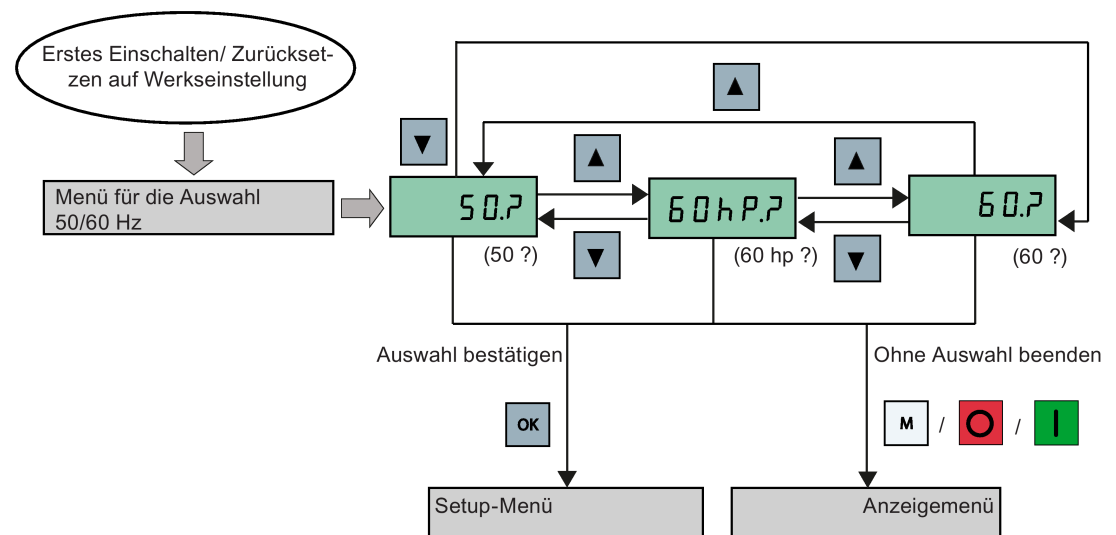 Erstes Einschalten/ Zurückset-
zen auf Werkseinstellung
Menü für die Auswahl
50/60 Hz
50.?
60hP.?
60.?
(50 ?)
(60 hp ?)
(60 ?)
Auswahl bestätigen
Ohne Auswahl beenden
OK
M / /
Setup-Menü
Anzeigemenü